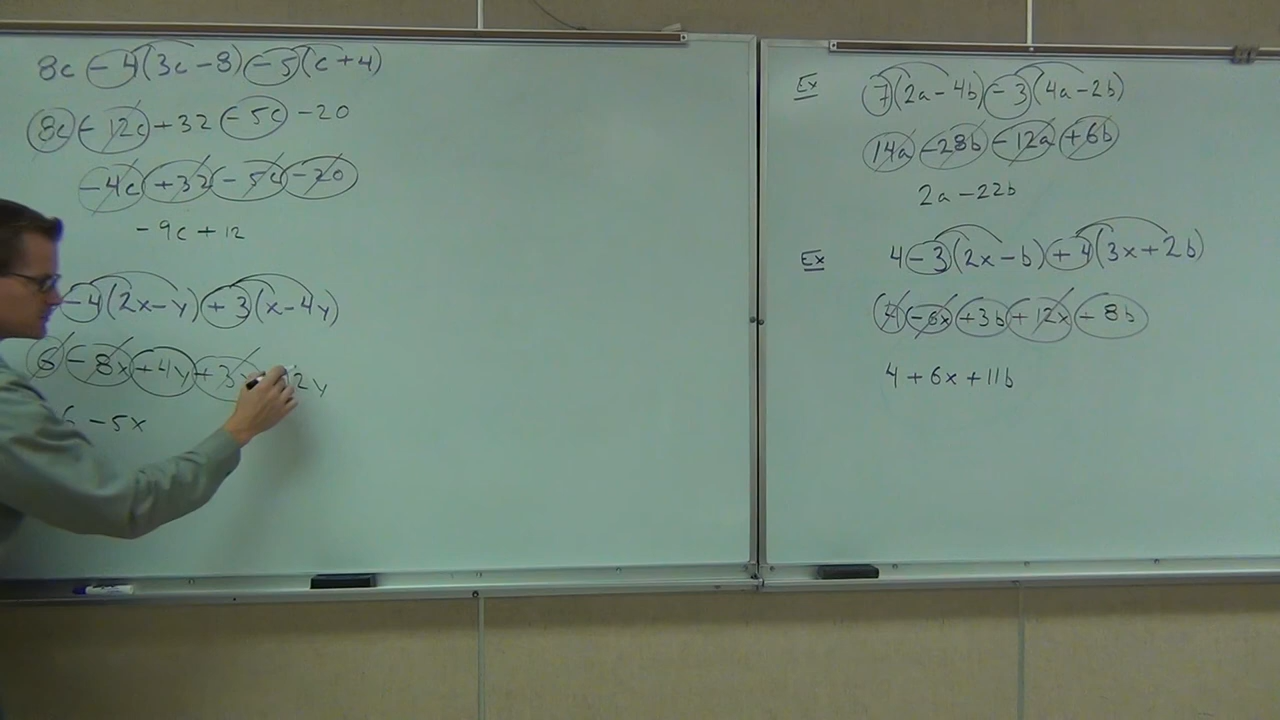 8c - 4(3c - 8) - 5(c + 4)
8c - 12c + 32 - 5c - 20
-4c + 32 - 5c - 20
-9c + 12
-4(2x - y) + 3(x - 4y)
6 - 8x + 4y + 3x 12y
6 - 5x
Ex 7(2a - 4b) - 3(4a - 2b)
14a - 28b - 12a + 6b
2a - 22b
Ex 4 - 3(2x - b) + 4(3x + 2b)
4 - 6x + 3b + 12x + 8b
4 + 6x + 11b